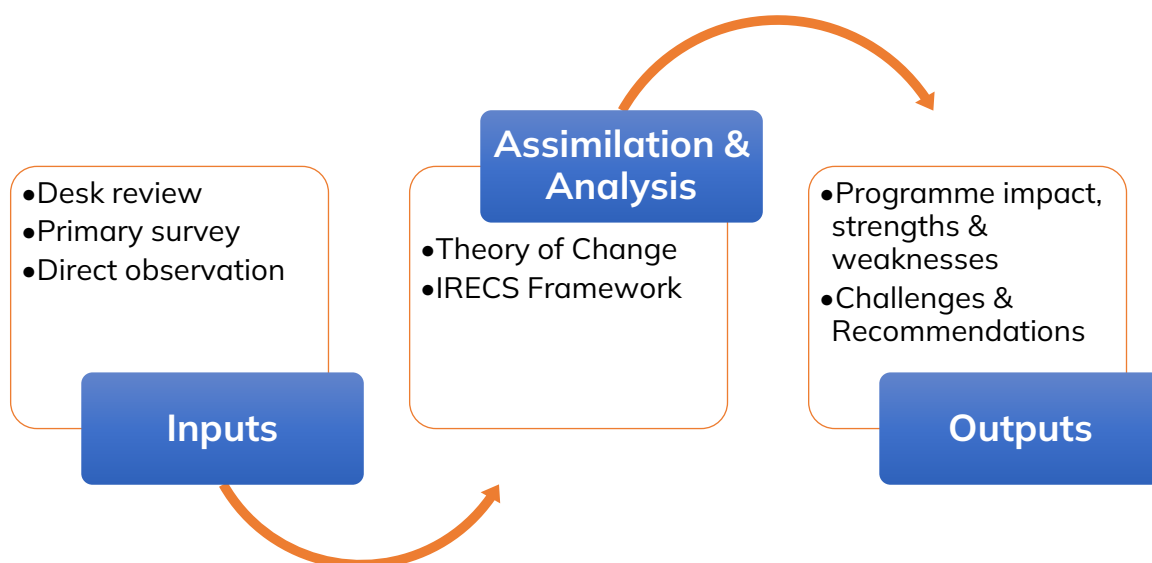 •Desk review
•Primary survey
•Direct observation
Inputs
Assimilation &
Analysis
•Theory of Change
•IRECS Framework
•Programme impact,
strengths &
weaknesses
•Challenges &
Recommendations
Outputs